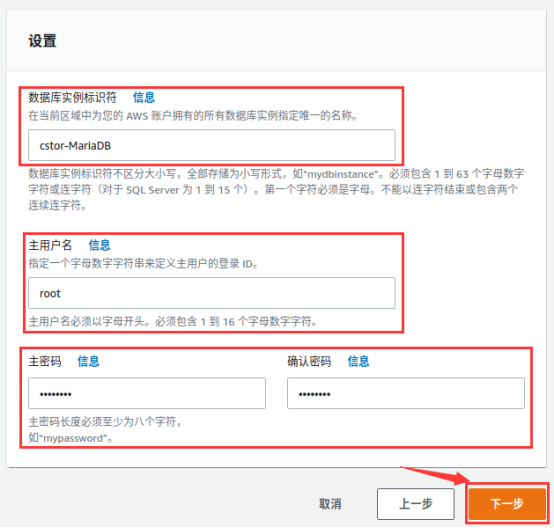 设置
数据库实例标识符 信息
在当前区域中为您的 AWS 账户拥有的所有数据库实例指定唯一的名称。
cstor-MariaDB
数据库实例标识符不区分大小写，全部存储为小写形式，如“mydbinstance”。必须包含 1 到 63 个字母数字
字符或连字符（对于 SQL Server 为 1 到 15 个）。第一个字符必须是字母。不能以连字符结束或包含两个
连续连字符。
主用户名 信息
指定一个字母数字字符串来定义主用户的登录 ID。
root
主用户名必须以字母开头。必须包含 1 到 16 个字母数字字符。
主密码 信息 确认密码 信息
•••••••• ••••••••
主密码长度必须至少为八个字符，
如“mypassword”。
取消 上一步 下一步